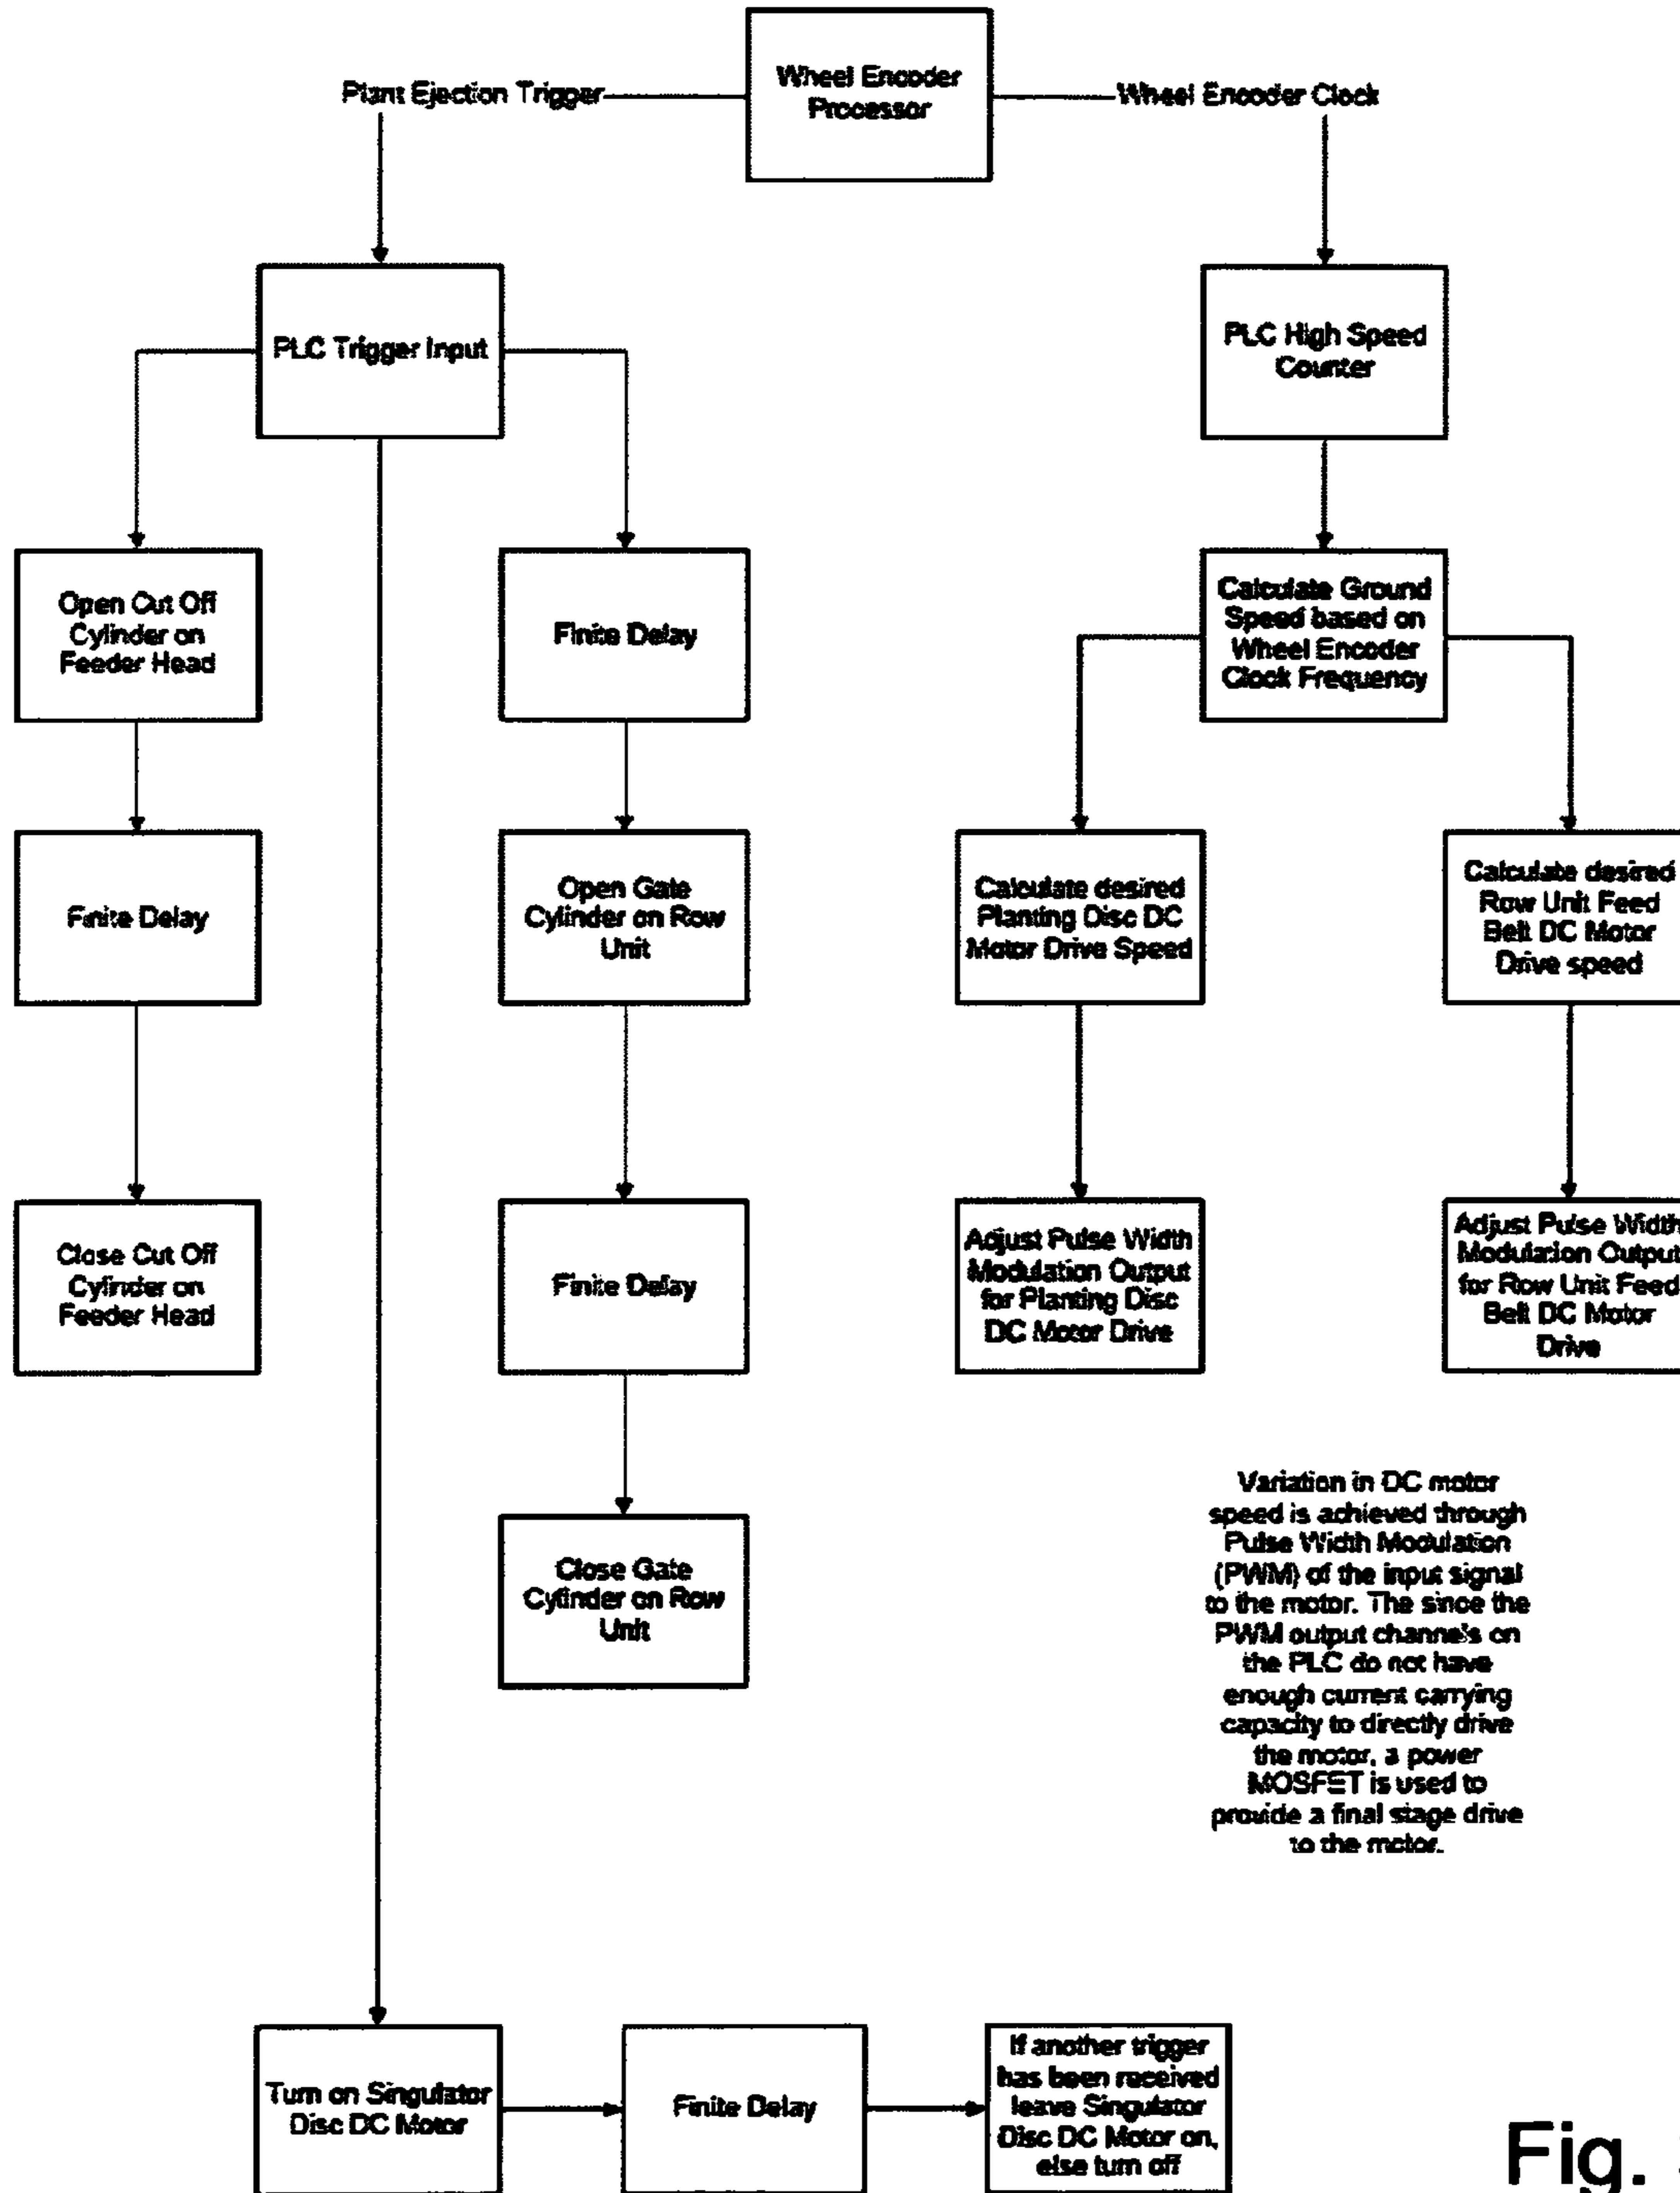 Wheel Encoder
Processor
Plant Ejection Trigger
Wheel Encoder Clock
PLC Trigger Input
PLC High Speed
Counter
Open Cut Off
Cylinder on
Feeder Head
Finite Delay
Calculate Ground
Speed based on
Wheel Encoder
Clock Frequency
Finite Delay
Open Gate
Cylinder on Row
Unit
Calculate desired
Planting Disc DC
Motor Drive Speed
Calculate desired
Row Unit Feed
Belt DC Motor
Drive speed
Close Cut Off
Cylinder on
Feeder Head
Finite Delay
Adjust Pulse Width
Modulation Output
for Planting Disc
DC Motor Drive
Adjust Pulse Width
Modulation Output
for Row Unit Feed
Belt DC Motor
Drive
Close Gate
Cylinder on Row
Unit
Variation in DC motor
speed is achieved through
Pulse Width Modulation
(PWM) of the input signal
to the motor. The since the
PWM output channels on
the PLC do not have
enough current carrying
capacity to directly drive
the motor, a power
MOSFET is used to
provide a final stage drive
to the motor.
Turn on Singulator
Disc DC Motor
Finite Delay
If another trigger
has been received
leave Singulator
Disc DC Motor on,
else turn off
Fig.